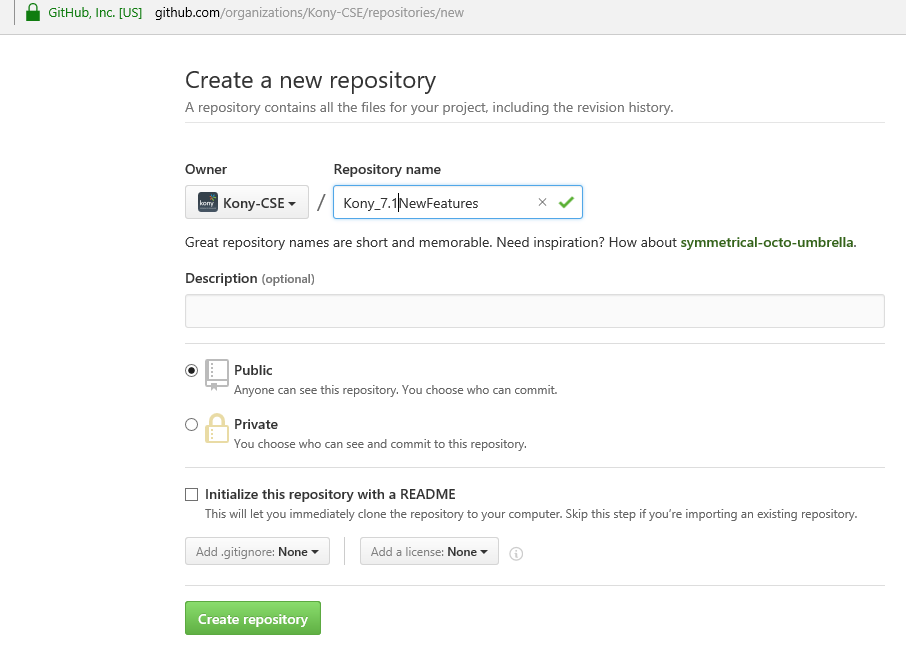 GitHub, Inc. [US] github.com/organizations/Kony-CSE/repositories/new
Create a new repository
A repository contains all the files for your project, including the revision history.
Owner Repository name
kony Kony-CSE / Kony_7.1NewFeatures ×
Great repository names are short and memorable. Need inspiration? How about symmetrical-octo-umbrella.
Description (optional)
Public
Anyone can see this repository. You choose who can commit.
Private
You choose who can see and commit to this repository.
Initialize this repository with a README
This will let you immediately clone the repository to your computer. Skip this step if you’re importing an existing repository.
Add .gitignore: None Add a license: None i
Create repository